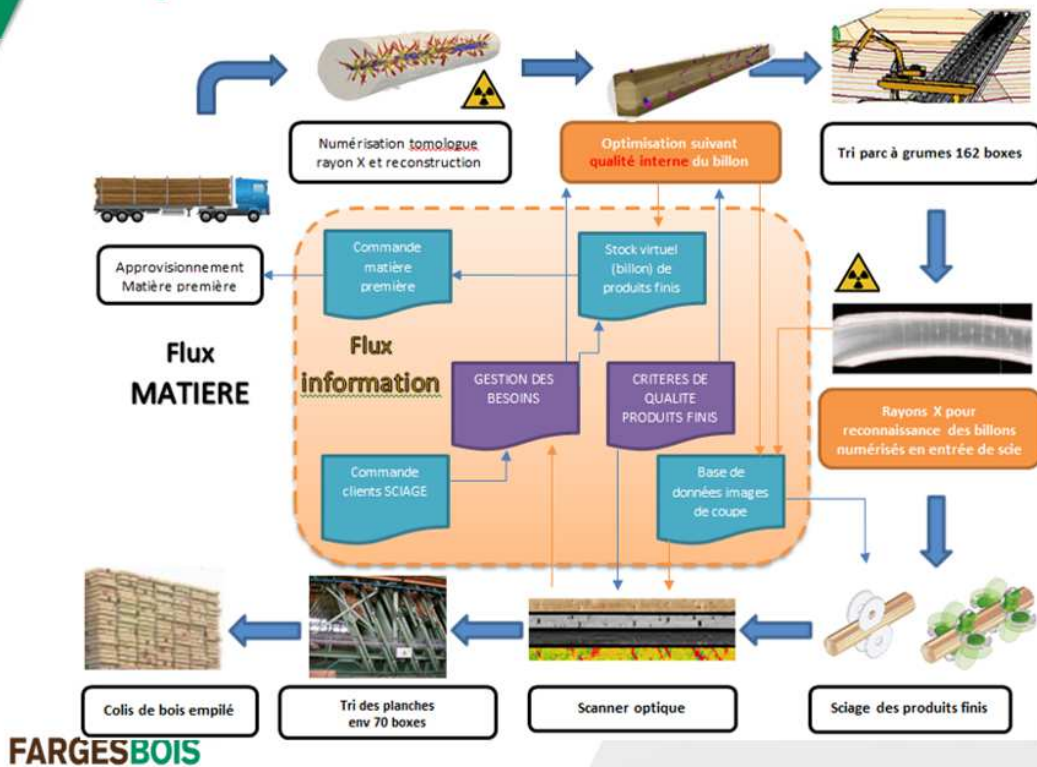 Numérisation tomologue
rayon X et reconstruction
Optimisation suivant
qualité interne du billon
Tri parc à grumes 162 boxes
Approvisionnement
Matière première
Commande
matière
première
Stock virtuel
(billon) de
produits finis
Flux
MATIERE
Flux
information
GESTION DES
BESOINS
CRITERES DE
QUALITE
PRODUITS FINIS
Rayons X pour
reconnaissance des billons
numérisés en entrée de scie
Commande
clients SCIAGE
Base de
données images
de coupe
Colis de bois empilé
Tri des planches
env 70 boxes
Scanner optique
Sciage des produits finis
FARGESBOIS